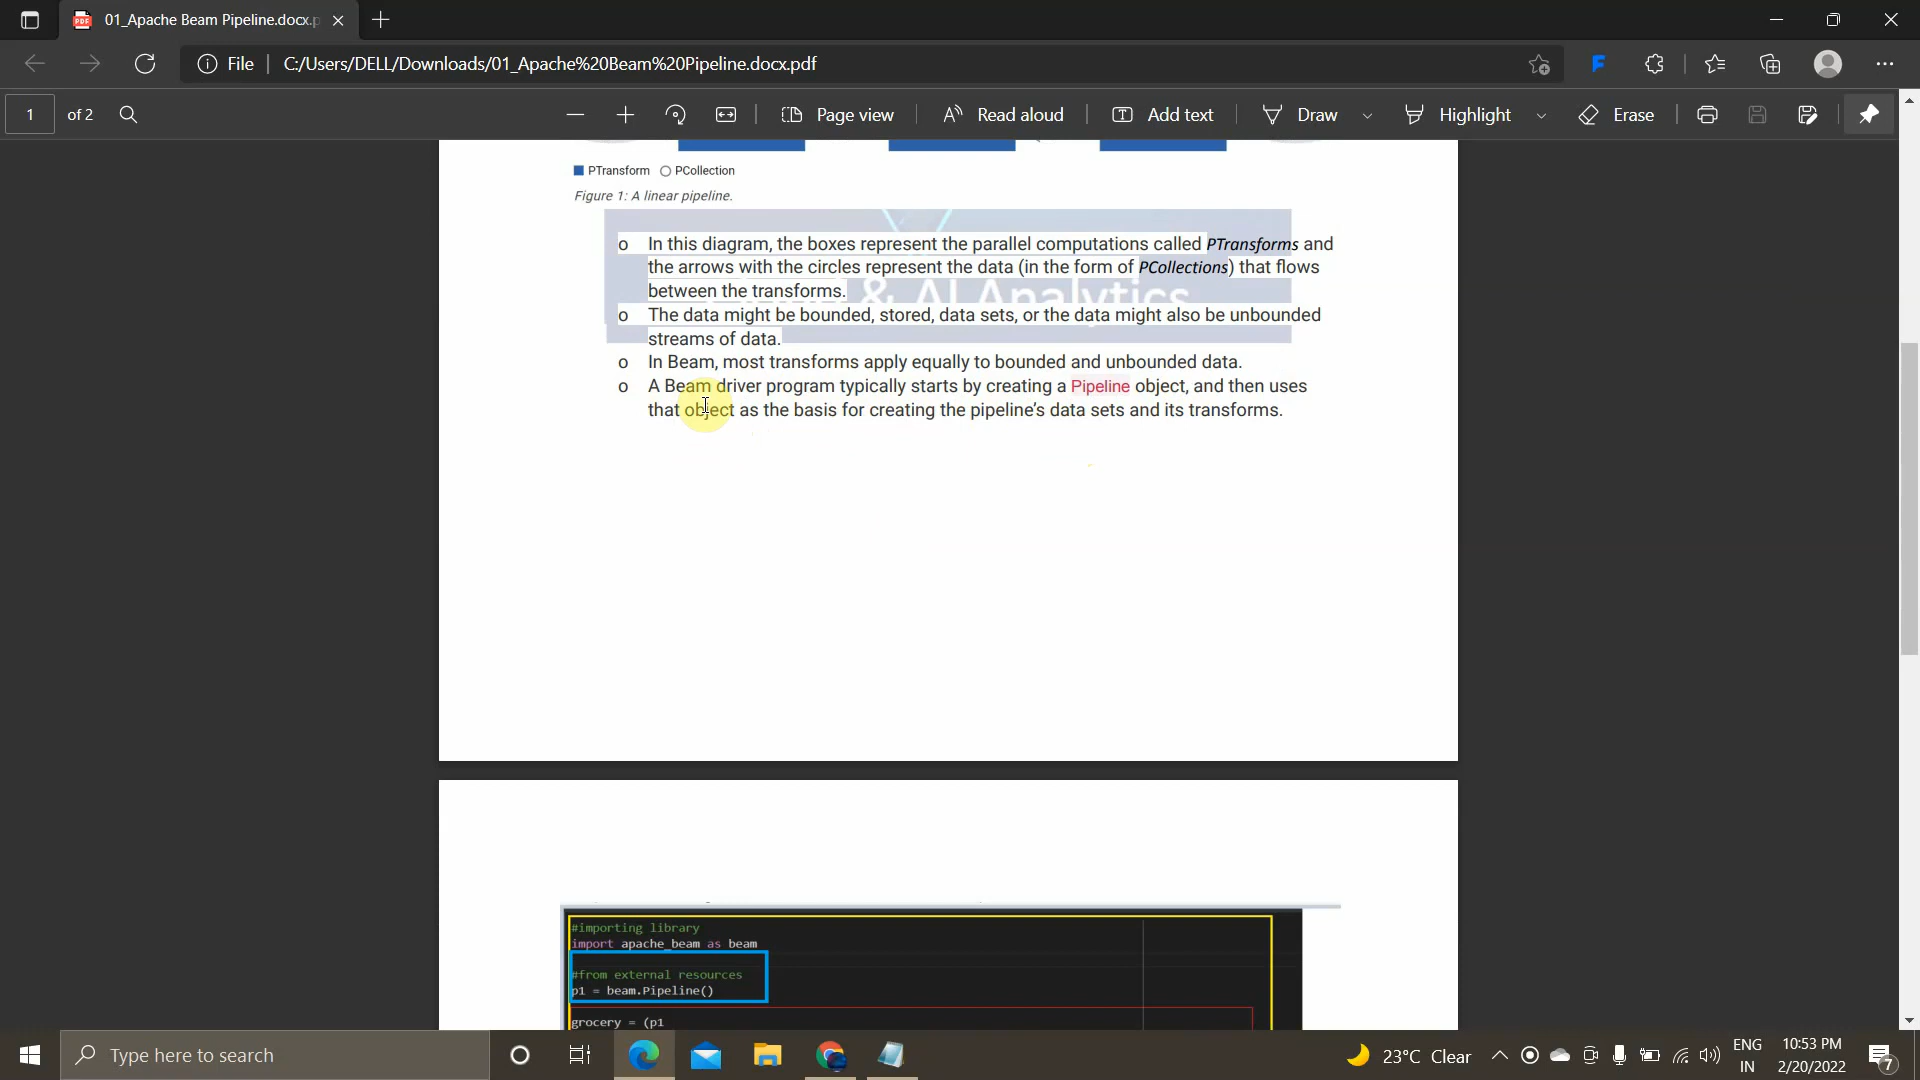 01_Apache Beam Pipeline.docx.p
File C:/Users/DELL/Downloads/01_Apache%20Beam%20Pipeline.docx.pdf
1 of 2 Page view Read aloud Add text Draw Highlight Erase
PTransform PCollection
Figure 1: A linear pipeline.
o In this diagram, the boxes represent the parallel computations called PTransforms and
the arrows with the circles represent the data (in the form of PCollections) that flows
between the transforms.
& AI Analytics
o The data might be bounded, stored, data sets, or the data might also be unbounded
streams of data.
o In Beam, most transforms apply equally to bounded and unbounded data.
o A Beam driver program typically starts by creating a Pipeline object, and then uses
that object as the basis for creating the pipeline's data sets and its transforms.
#importing library
import apache_beam as beam
#from external resources
p1 = beam.Pipeline()
grocery = (p1
Type here to search
23°C Clear
ENG
IN
10:53 PM
2/20/2022
7